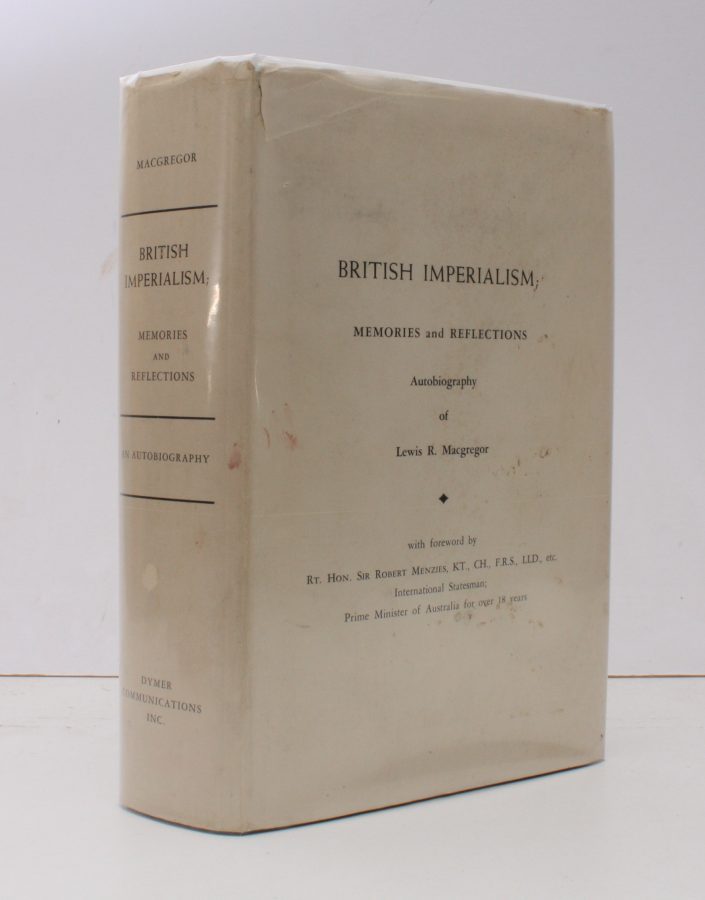 MACGREGOR
BRITISH
IMPERIALISM;
MEMORIES
AND
REFLECTIONS
AN AUTOBIOGRAPHY
DYMER
COMMUNICATIONS
INC.
BRITISH IMPERIALISM;
MEMORIES and REFLECTIONS
Autobiography
of
Lewis R. Macgregor
with foreword by
RT. HON. SIR ROBERT MENZIES, KT., CH., F.R.S., LLD., etc.
International Statesman;
Prime Minister of Australia for over 18 years